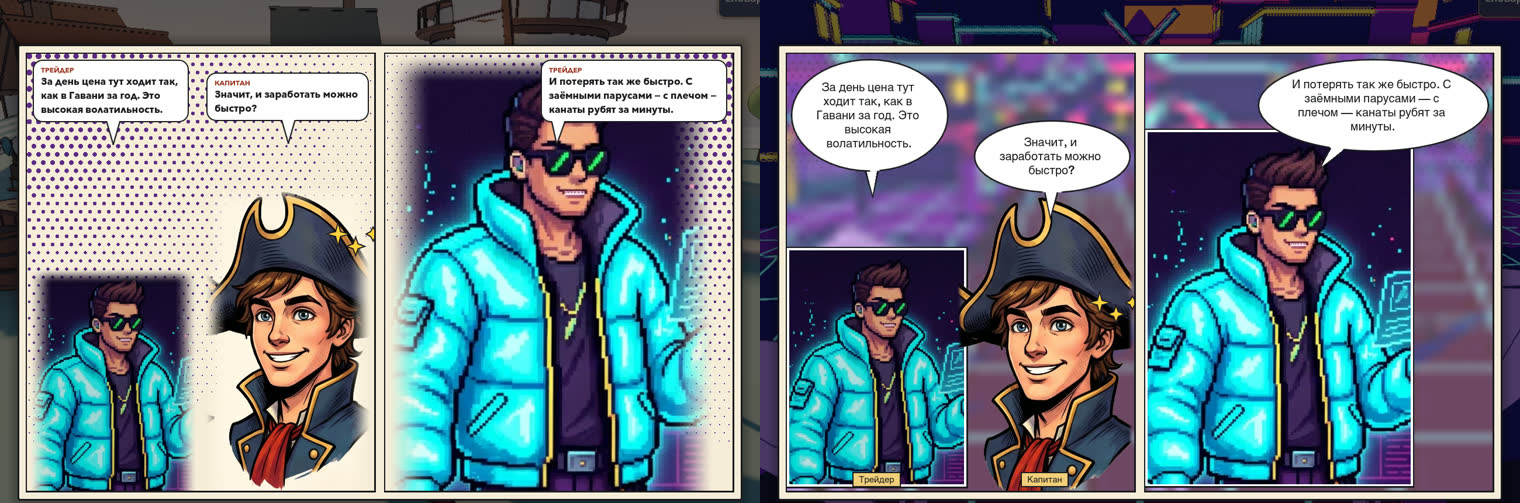 ТРЕЙДЕР
За день цена тут ходит так,
как в Гавани за год. Это
высокая волатильность.
КАПИТАН
Значит, и заработать можно
быстро?
ТРЕЙДЕР
И потерять так же быстро. С
заёмными парусами – с плечом –
канаты рубят за минуты.
За день цена тут
ходит так, как в
Гавани за год. Это
высокая
волатильность.
Значит, и
заработать можно
быстро?
И потерять так же быстро. С
заёмными парусами — с
плечом — канаты рубят за
минуты.
Трейдер
Капитан